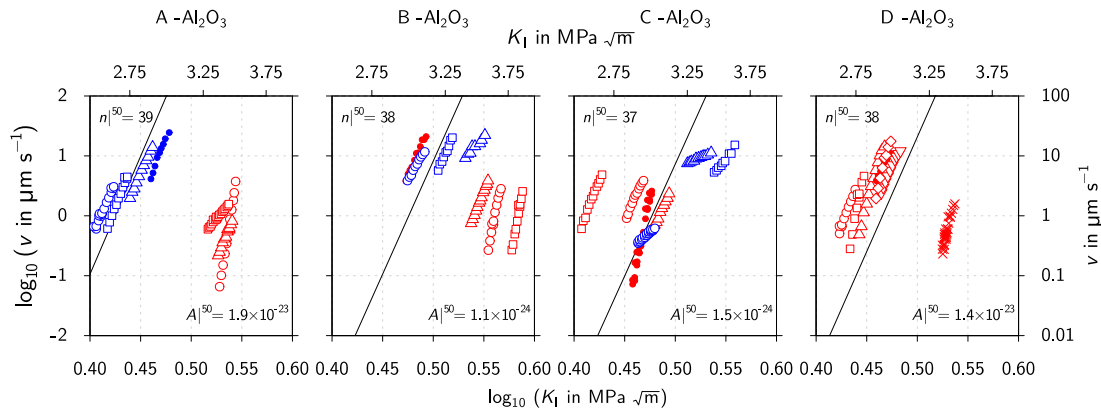 A -Al₂O₃ B -Al₂O₃ C -Al₂O₃ D -Al₂O₃
K_I in MPa √m
2.75 3.25 3.75 2.75 3.25 3.75 2.75 3.25 3.75 2.75 3.25 3.75
2 100
n|⁵⁰= 39 n|⁵⁰= 38 n|⁵⁰= 37 n|⁵⁰= 38
1 10
0 1
-1 0.1
A|⁵⁰= 1.9×10⁻²³ A|⁵⁰= 1.1×10⁻²⁴ A|⁵⁰= 1.5×10⁻²⁴ A|⁵⁰= 1.4×10⁻²³
-2 0.01
log₁₀ (v in µm s⁻¹)
v in µm s⁻¹
0.40 0.45 0.50 0.55 0.60 0.40 0.45 0.50 0.55 0.60 0.40 0.45 0.50 0.55 0.60 0.40 0.45 0.50 0.55 0.60
log₁₀ (K_I in MPa √m)